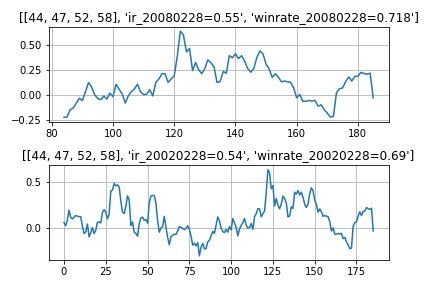 [[44, 47, 52, 58], 'ir_20080228=0.55', 'winrate_20080228=0.718']
0.50
0.25
0.00
−0.25
80 100 120 140 160 180
[[44, 47, 52, 58], 'ir_20020228=0.54', 'winrate_20020228=0.69']
0.5
0.0
0 25 50 75 100 125 150 175